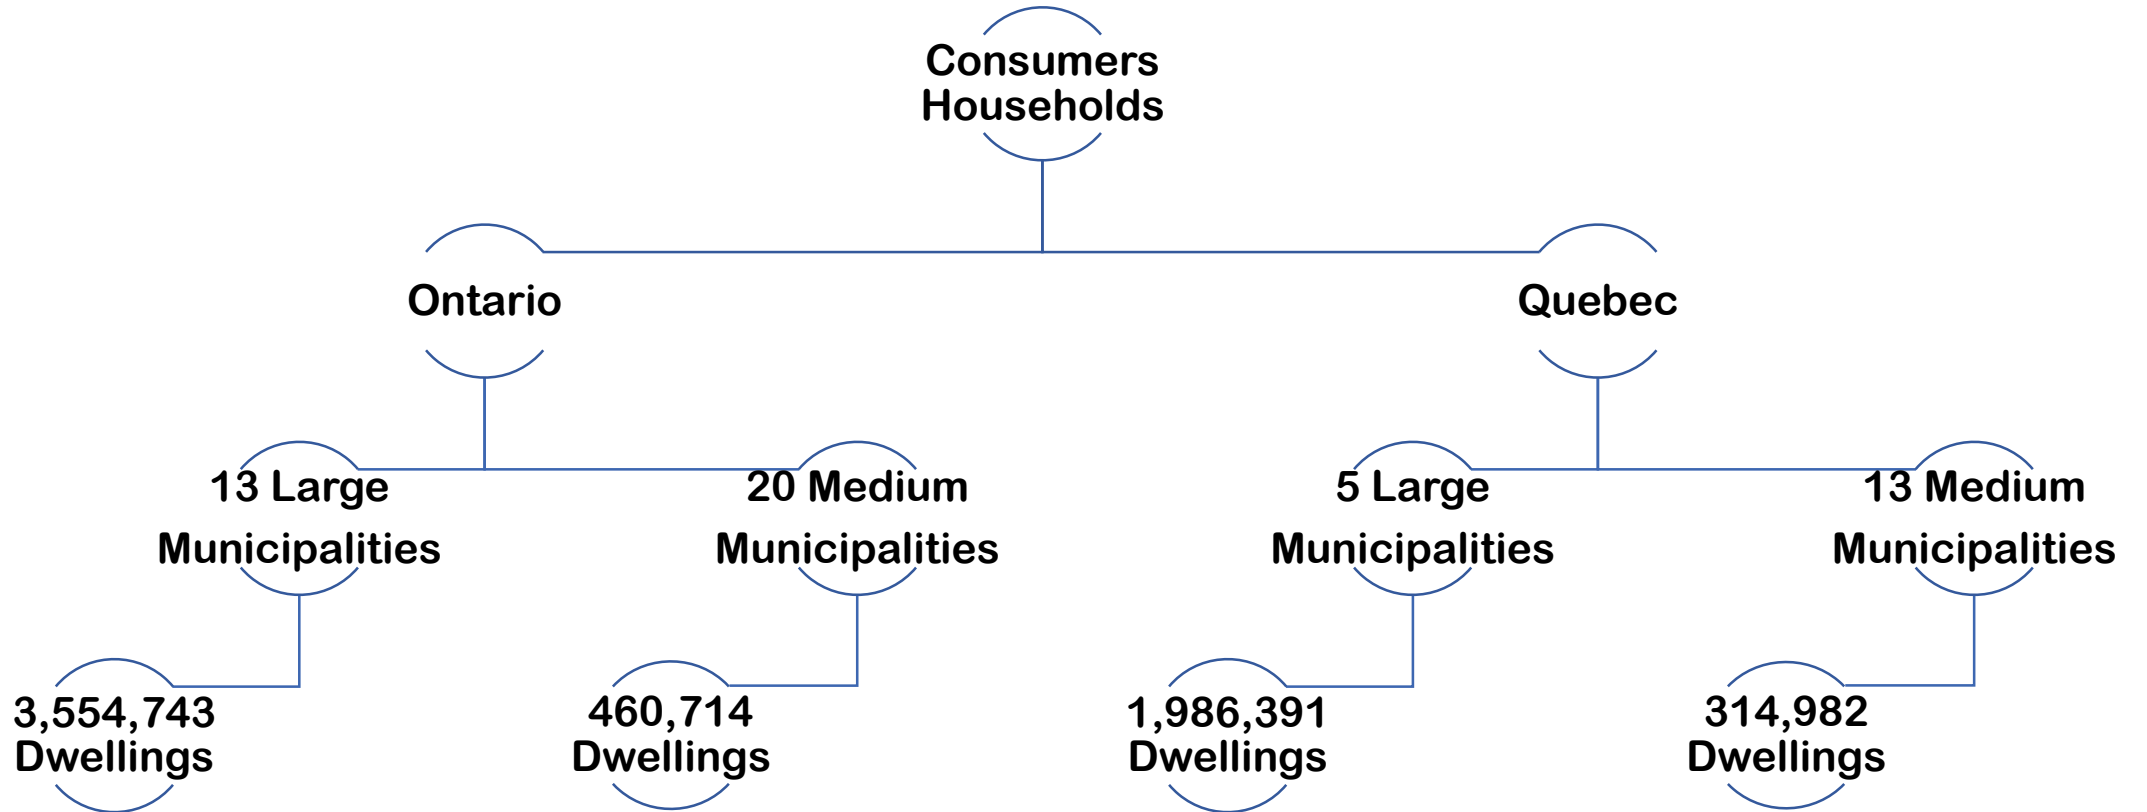 Consumers
Households
Ontario
Quebec
13 Large
Municipalities
20 Medium
Municipalities
5 Large
Municipalities
13 Medium
Municipalities
3,554,743
Dwellings
460,714
Dwellings
1,986,391
Dwellings
314,982
Dwellings